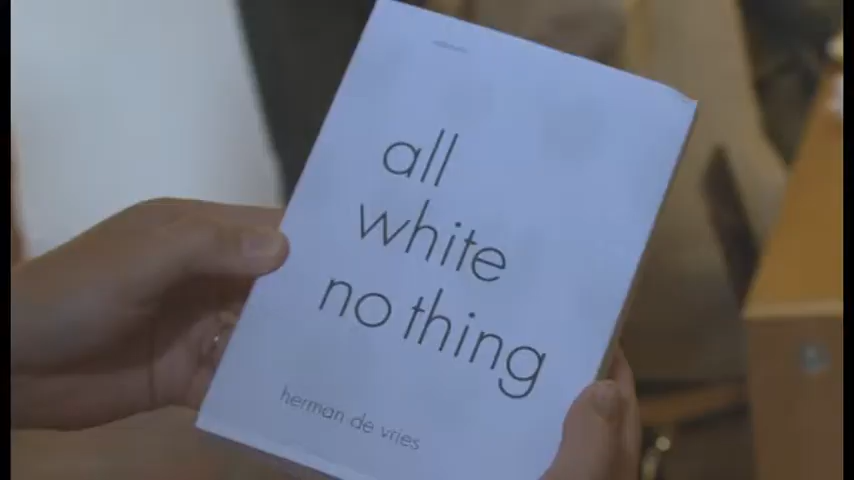 all
white
no thing
herman de vries